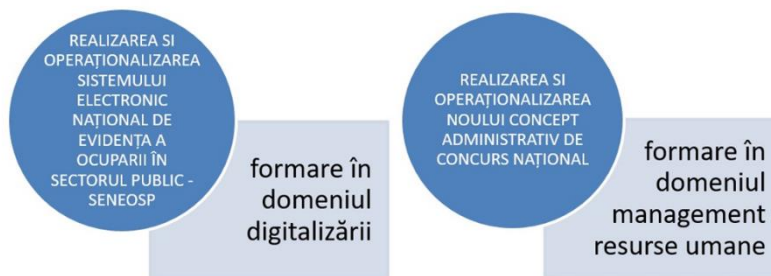 REALIZAREA SI
OPERAȚIONALIZAREA
SISTEMULUI
ELECTRONIC
NAȚIONAL DE
EVIDENȚA A
OCUPARII ÎN
SECTORUL PUBLIC -
SENEOSP
formare în
domeniul
digitalizării
REALIZAREA SI
OPERAȚIONALIZAREA
NOULUI CONCEPT
ADMINISTRATIV DE
CONCURS NAȚIONAL
formare în
domeniul
management
resurse umane